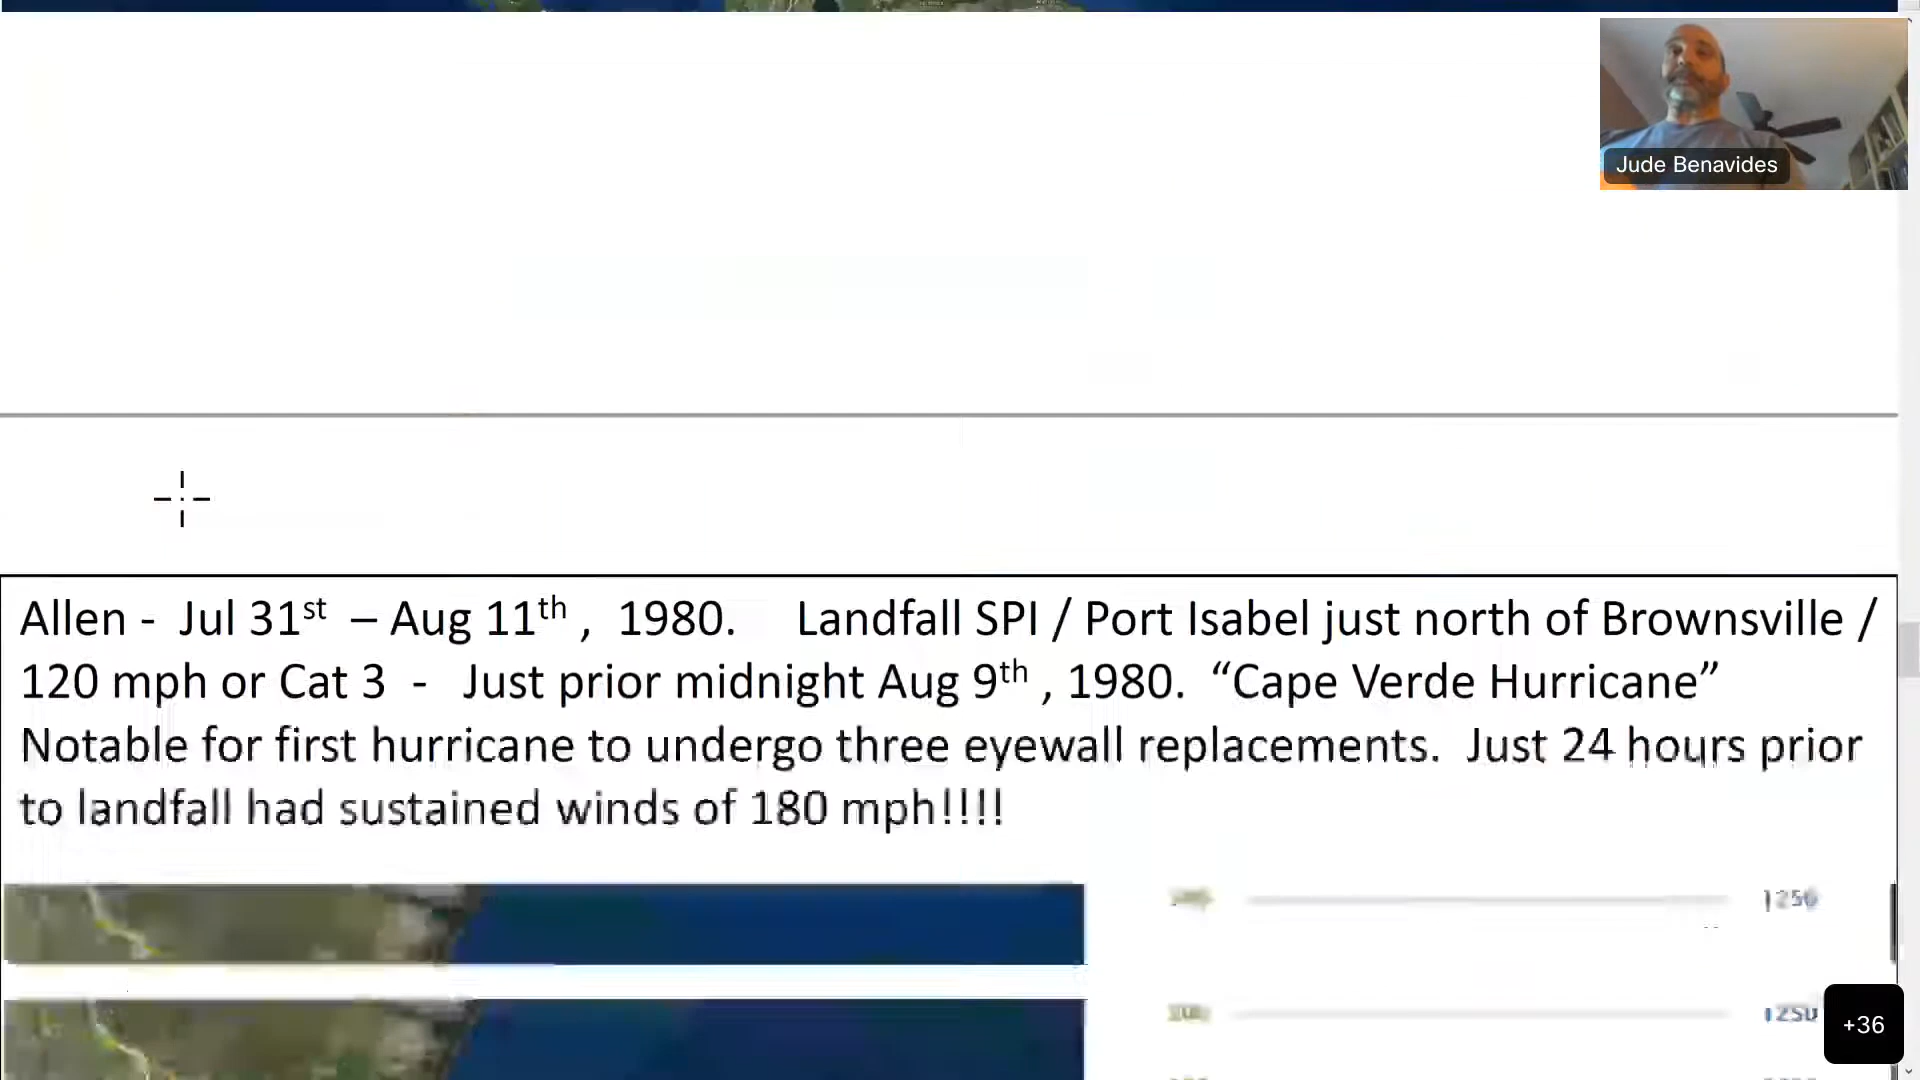 Jude Benavides
Allen - Jul 31st – Aug 11th , 1980. Landfall SPI / Port Isabel just north of Brownsville /
120 mph or Cat 3 - Just prior midnight Aug 9th , 1980. “Cape Verde Hurricane”
Notable for first hurricane to undergo three eyewall replacements. Just 24 hours prior
to landfall had sustained winds of 180 mph!!!!
1250
1250
+36